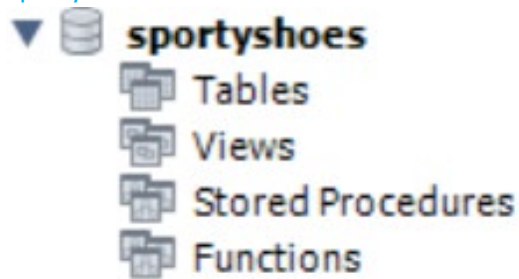 sportyshoes
Tables
Views
Stored Procedures
Functions